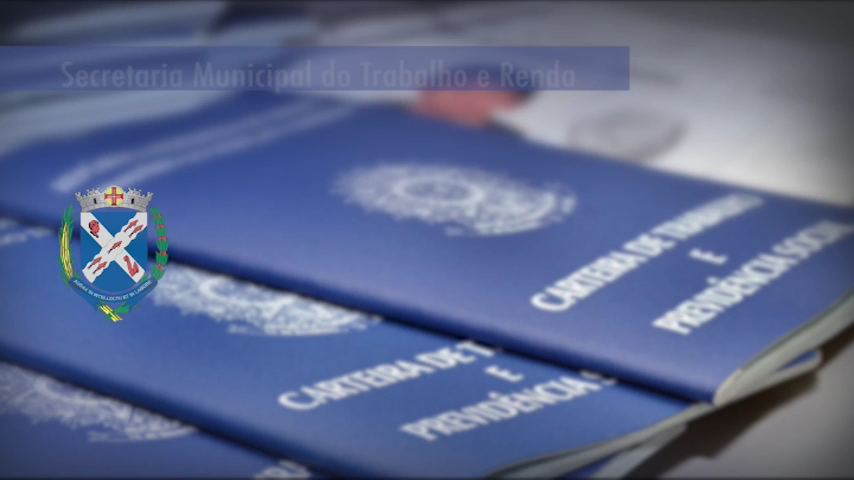 Secretaria Municipal do Trabalho e Renda
CARTEIRA DE TRABALHO
E
PREVIDÊNCIA SOCIAL
CARTEIRA DE
E
PREVIDÊNCIA